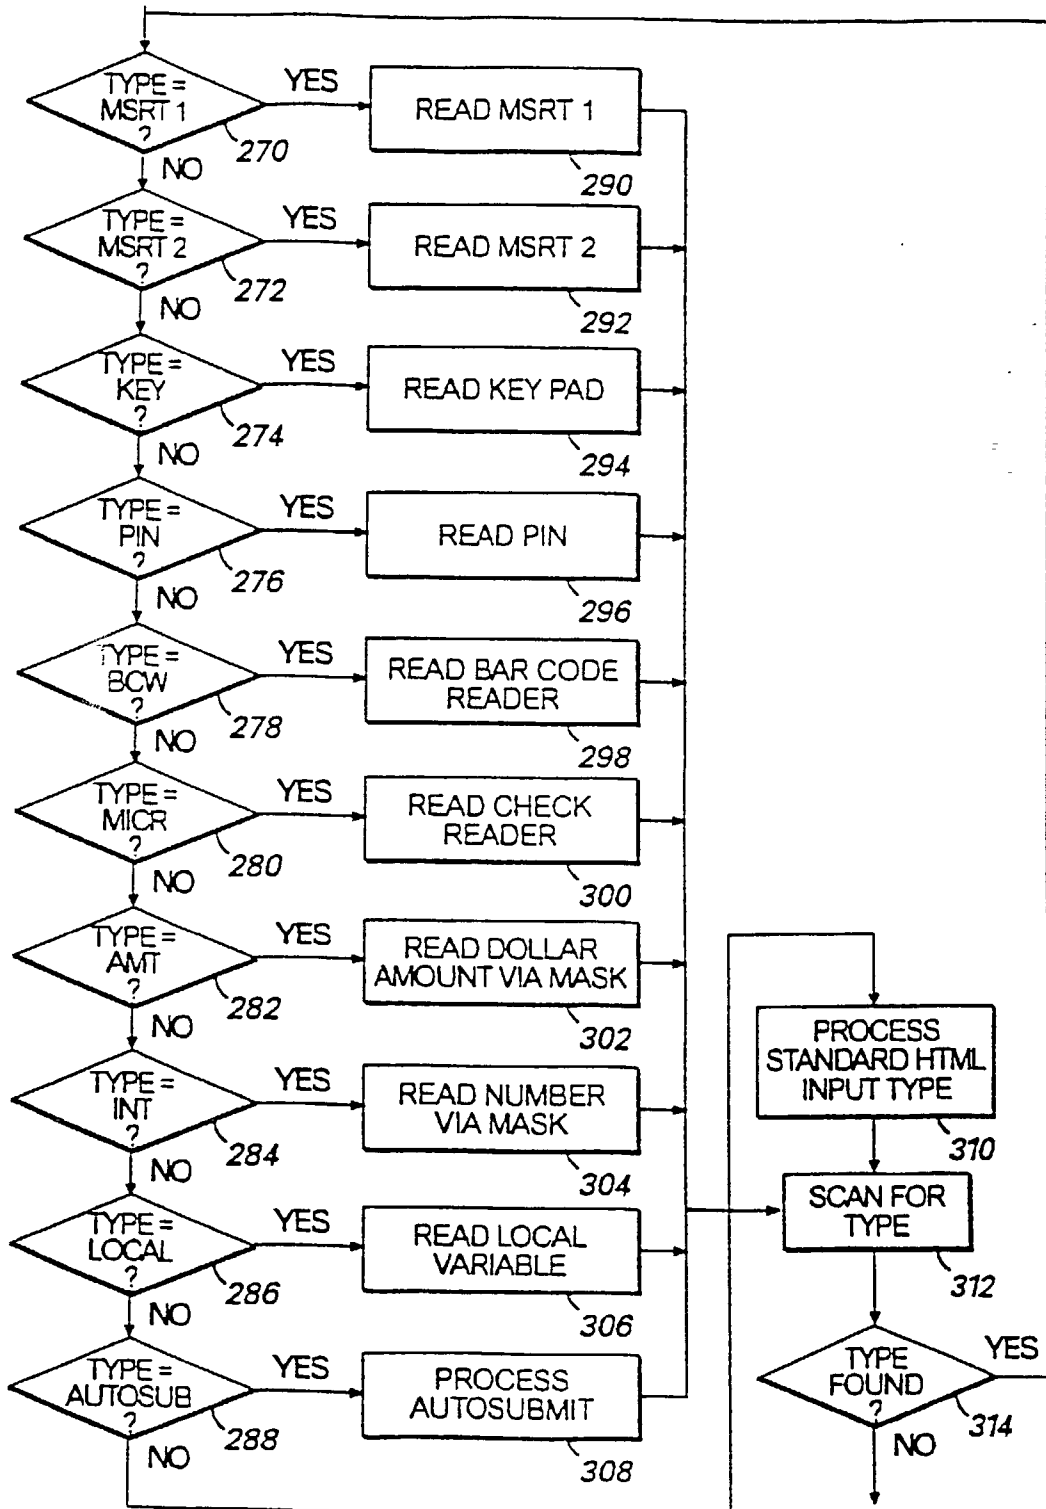 TYPE =
MSRT 1
?
270
YES
READ MSRT 1
290
NO
TYPE =
MSRT 2
?
272
YES
READ MSRT 2
292
NO
TYPE =
KEY
?
274
YES
READ KEY PAD
294
NO
TYPE =
PIN
?
276
YES
READ PIN
296
NO
TYPE =
BCW
?
278
YES
READ BAR CODE
READER
298
NO
TYPE =
MICR
?
280
YES
READ CHECK
READER
300
NO
TYPE =
AMT
?
282
YES
READ DOLLAR
AMOUNT VIA MASK
302
NO
TYPE =
INT
?
284
YES
READ NUMBER
VIA MASK
304
NO
TYPE =
LOCAL
?
286
YES
READ LOCAL
VARIABLE
306
NO
TYPE =
AUTOSUB
?
288
YES
PROCESS
AUTOSUBMIT
308
NO
PROCESS
STANDARD HTML
INPUT TYPE
310
SCAN FOR
TYPE
312
TYPE
FOUND
?
314
YES
NO